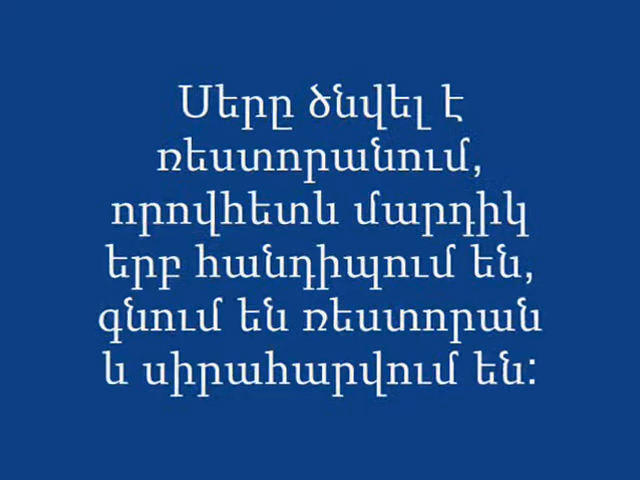 Սերը ծնվել է
ռեստորանում,
որովհետև մարդիկ
երբ հանդիպում են,
գնում են ռեստորան
և սիրահարվում են: